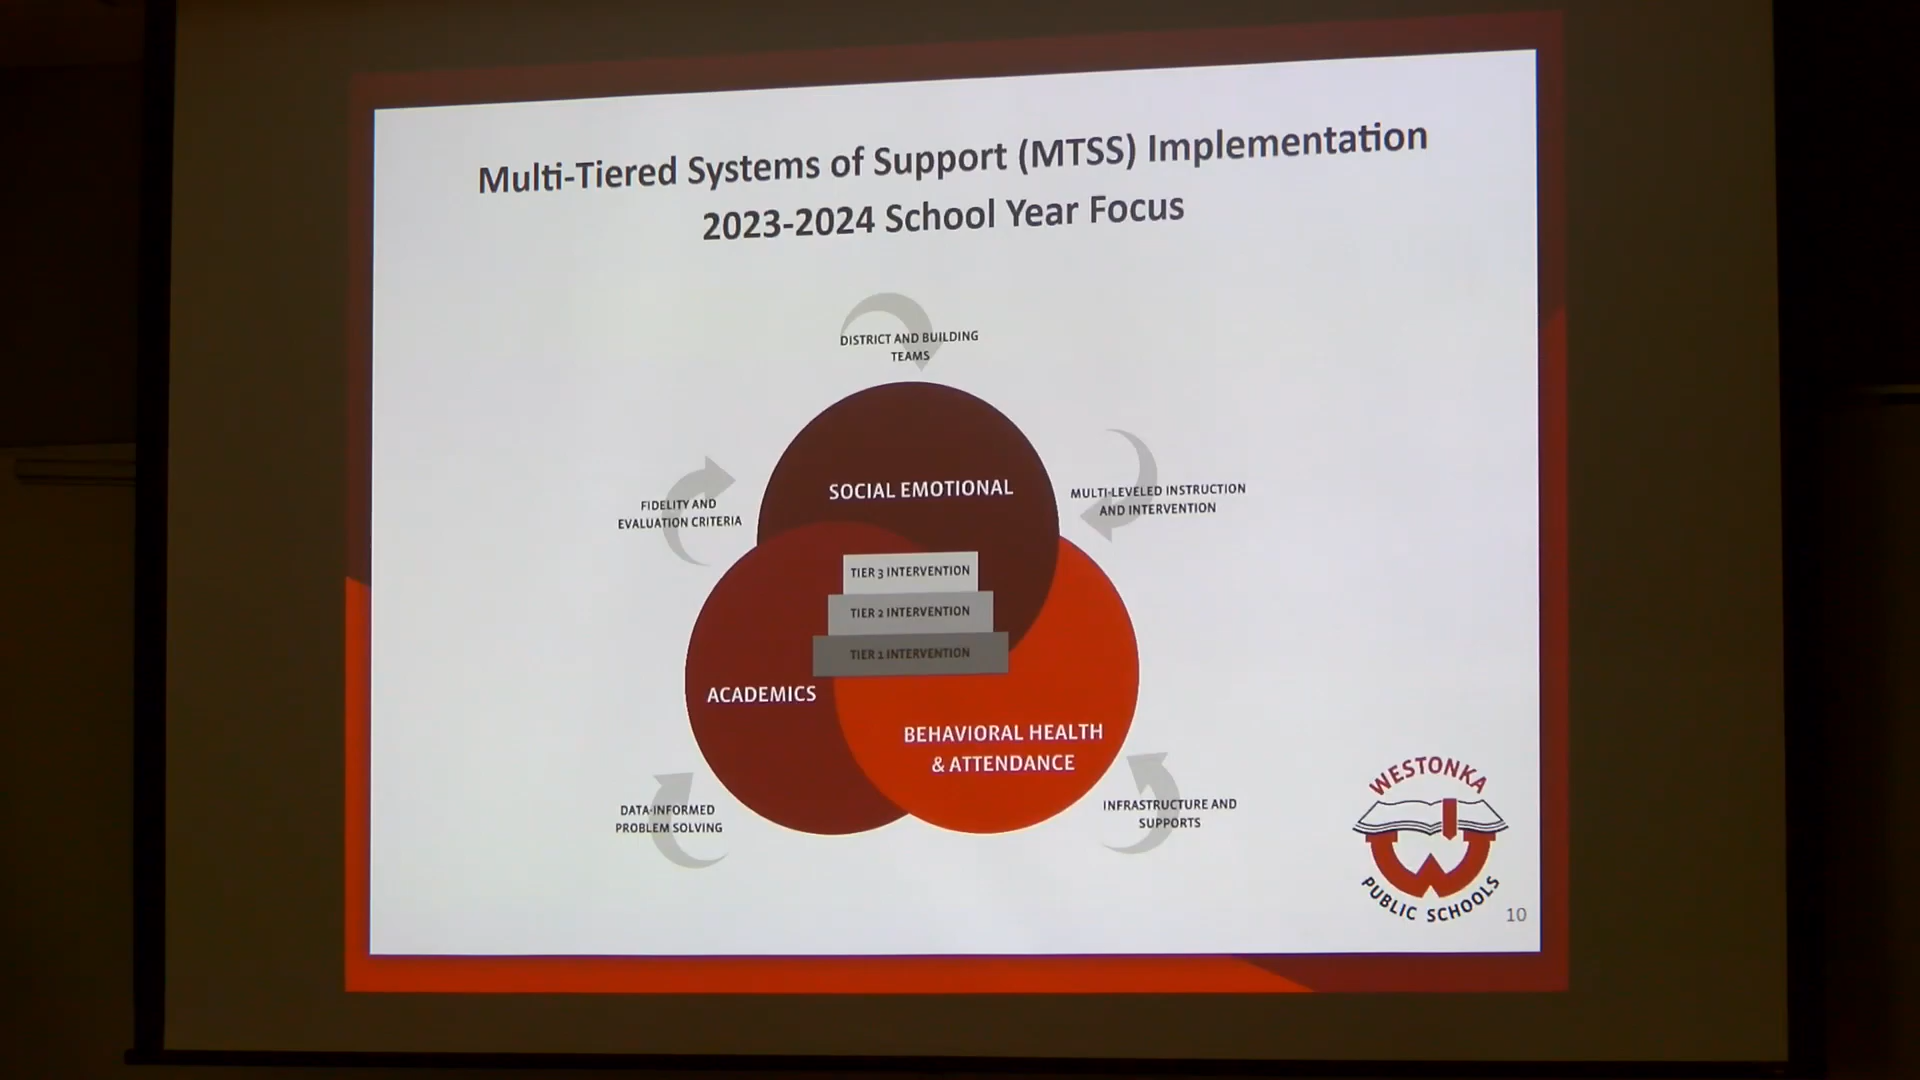 Multi-Tiered Systems of Support (MTSS) Implementation
2023-2024 School Year Focus
DISTRICT AND BUILDING
TEAMS
SOCIAL EMOTIONAL
FIDELITY AND
EVALUATION CRITERIA
MULTI-LEVELED INSTRUCTION
AND INTERVENTION
TIER 3 INTERVENTION
TIER 2 INTERVENTION
TIER 1 INTERVENTION
ACADEMICS
BEHAVIORAL HEALTH
& ATTENDANCE
DATA-INFORMED
PROBLEM SOLVING
INFRASTRUCTURE AND
SUPPORTS
WESTONKA
W
PUBLIC SCHOOLS
10